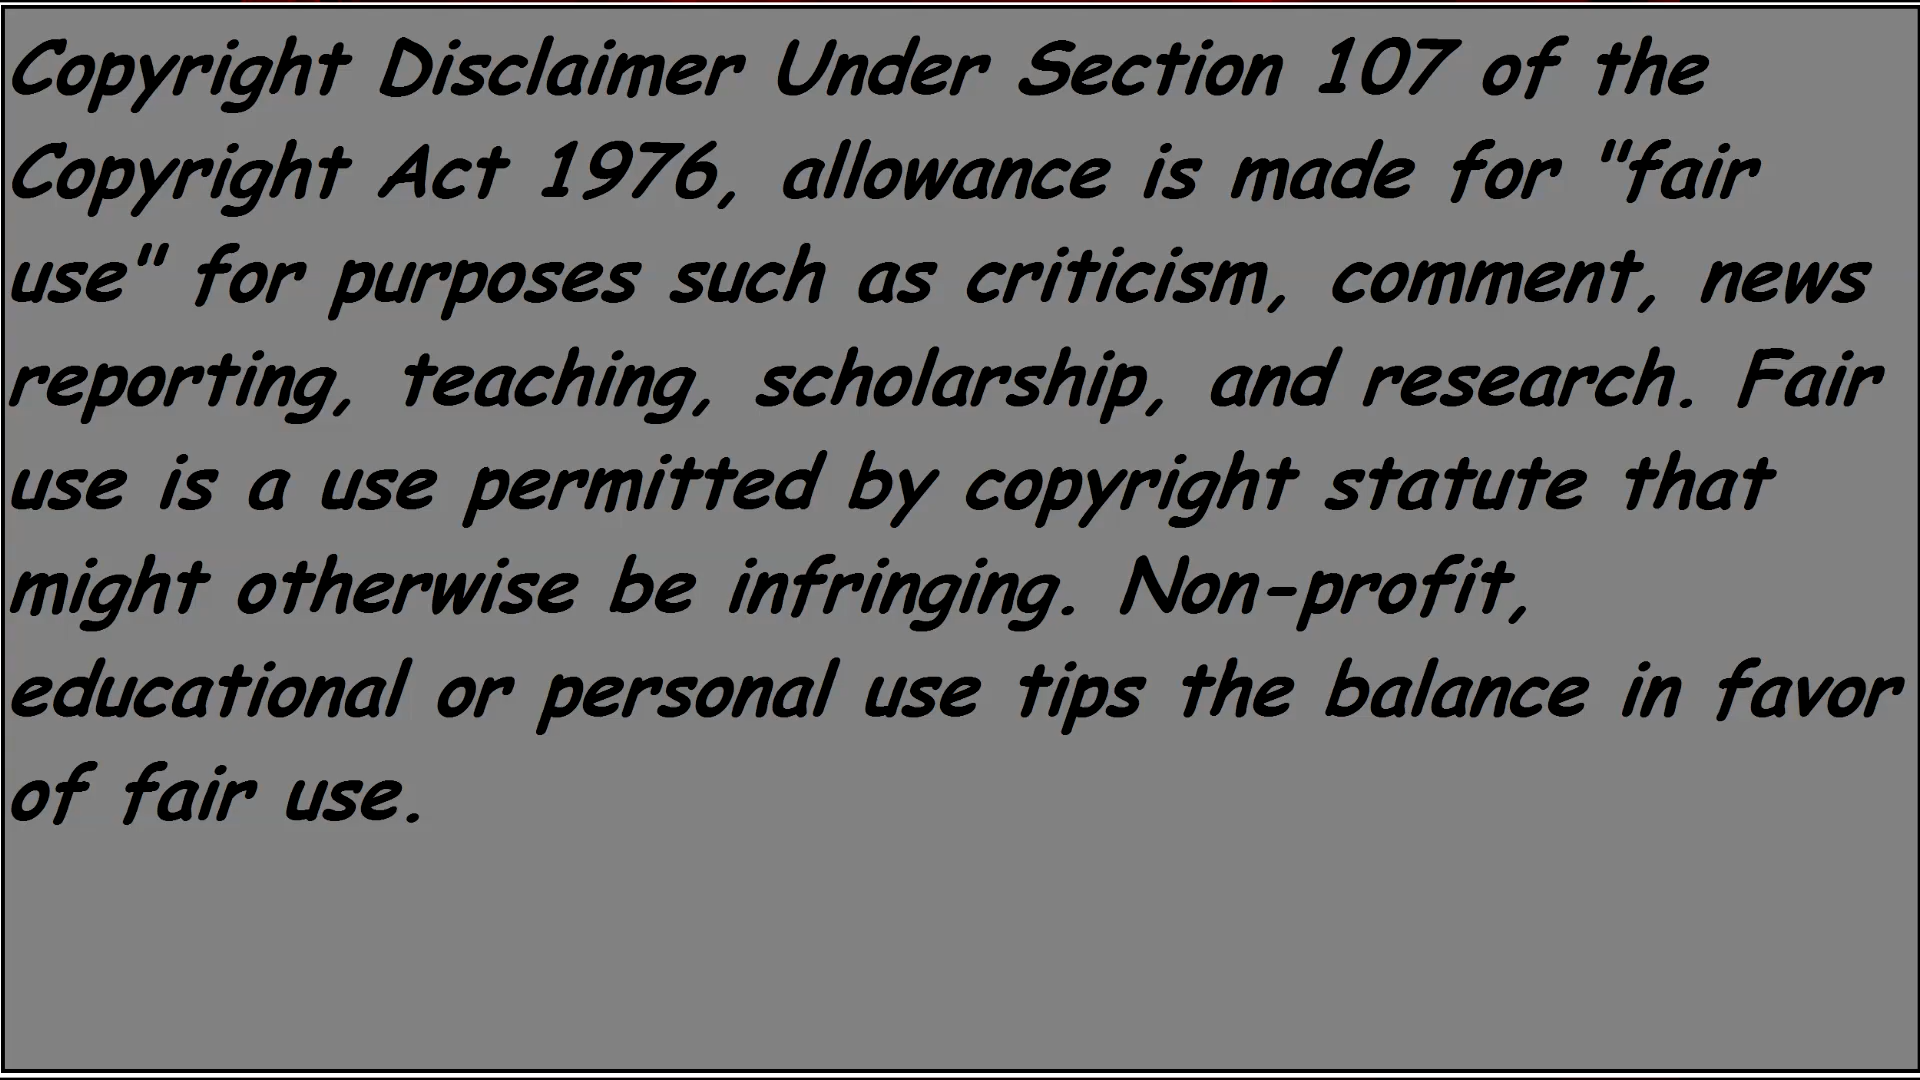 Copyright Disclaimer Under Section 107 of the
Copyright Act 1976, allowance is made for "fair
use" for purposes such as criticism, comment, news
reporting, teaching, scholarship, and research. Fair
use is a use permitted by copyright statute that
might otherwise be infringing. Non-profit,
educational or personal use tips the balance in favor
of fair use.